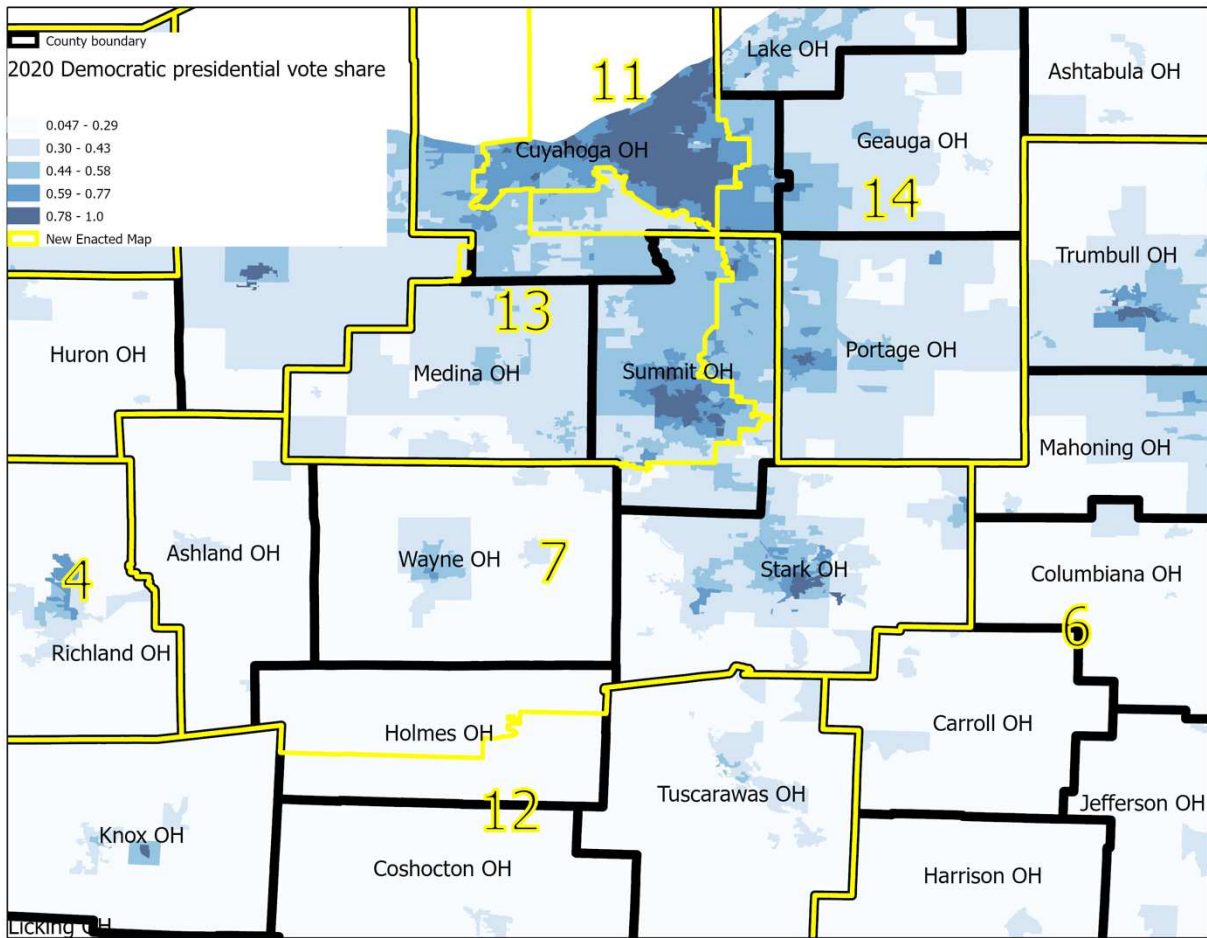 County boundary
2020 Democratic presidential vote share
0.047 - 0.29
0.30 - 0.43
0.44 - 0.58
0.59 - 0.77
0.78 - 1.0
New Enacted Map
Lake OH
11
Ashtabula OH
Cuyahoga OH
Geauga OH
14
Trumbull OH
13
Huron OH
Medina OH
Summit OH
Portage OH
Mahoning OH
Ashland OH
Wayne OH
7
Stark OH
4
Columbiana OH
6
Richland OH
Holmes OH
Carroll OH
12
Tuscarawas OH
Jefferson OH
Knox OH
Coshocton OH
Harrison OH
Licking OH